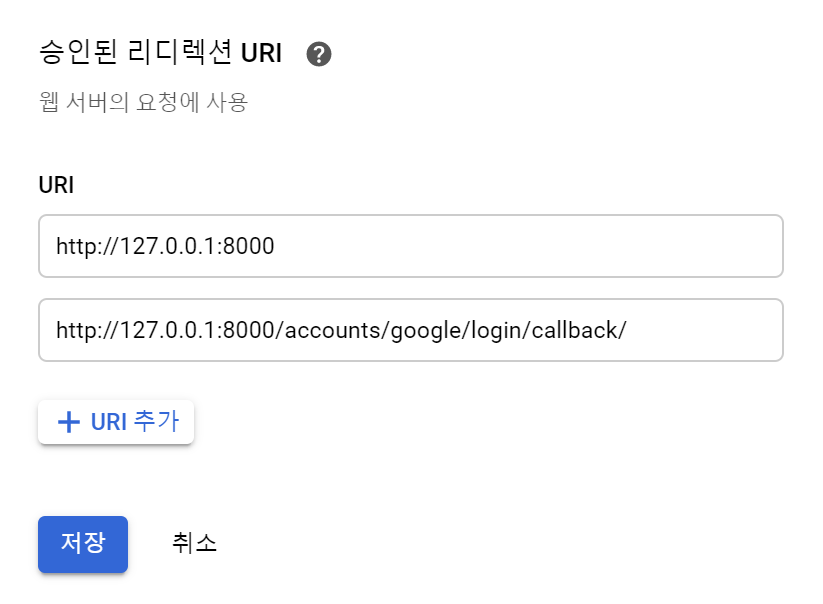 승인된 리디렉션 URI ?
웹 서버의 요청에 사용
URI
http://127.0.0.1:8000
http://127.0.0.1:8000/accounts/google/login/callback/
+ URI 추가
저장 취소